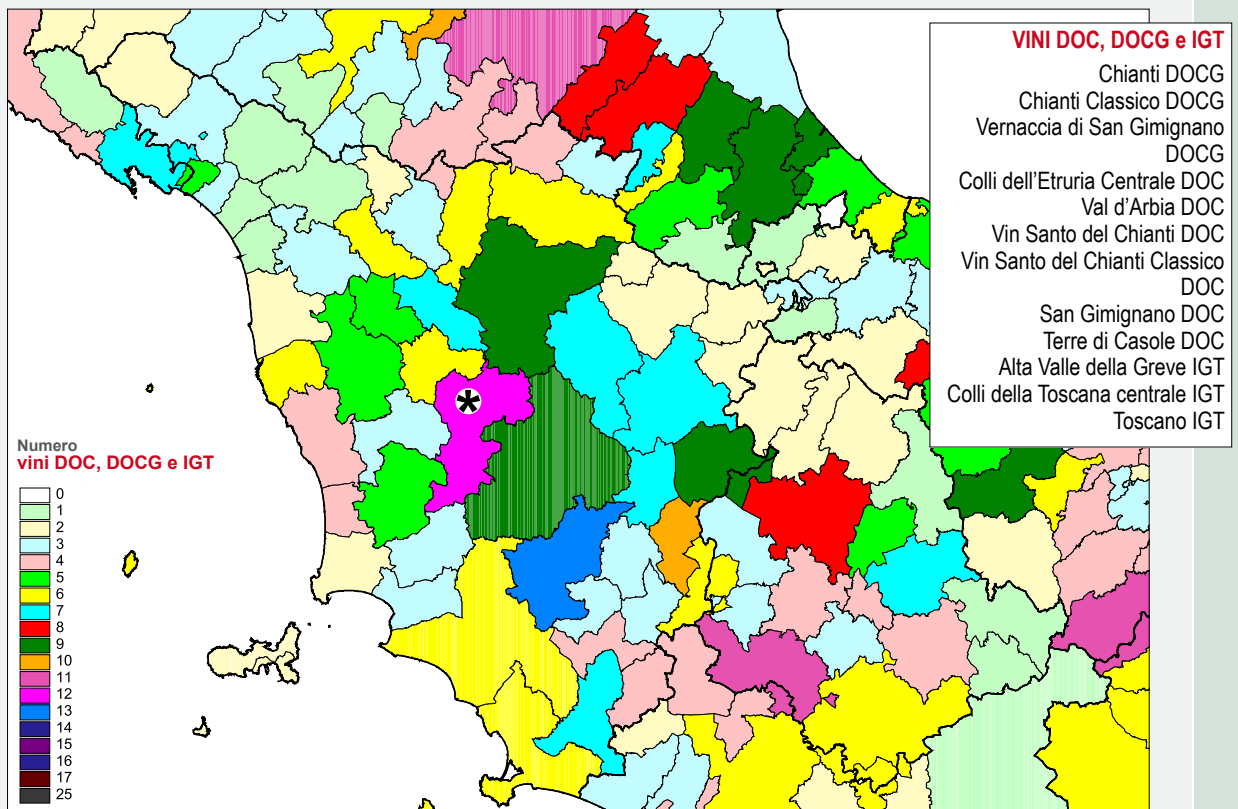 VINI DOC, DOCG e IGT
Chianti DOCG
Chianti Classico DOCG
Vernaccia di San Gimignano
DOCG
Colli dell'Etruria Centrale DOC
Val d'Arbia DOC
Vin Santo del Chianti DOC
Vin Santo del Chianti Classico
DOC
San Gimignano DOC
Terre di Casole DOC
Alta Valle della Greve IGT
Colli della Toscana centrale IGT
Toscano IGT
*
Numero
vini DOC, DOCG e IGT
0
1
2
3
4
5
6
7
8
9
10
11
12
13
14
15
16
17
25